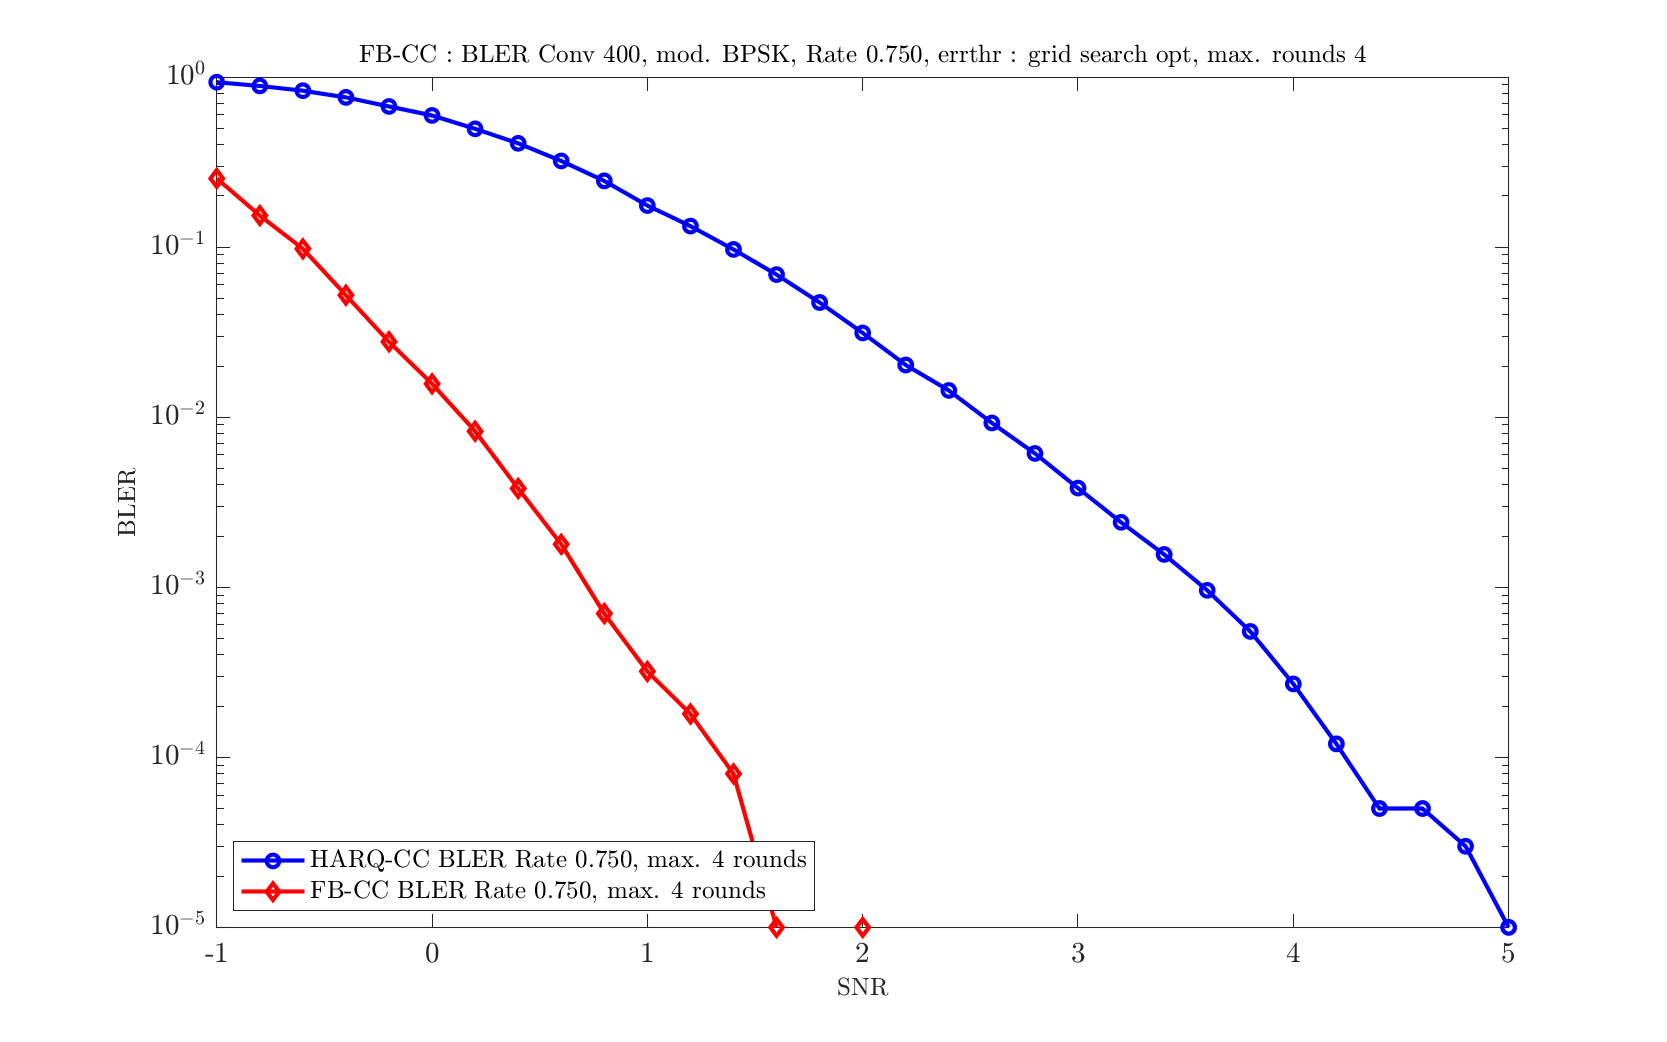 FB-CC : BLER Conv 400, mod. BPSK, Rate 0.750, errthr : grid search opt, max. rounds 4
10^0
10^-1
10^-2
10^-3
10^-4
10^-5
BLER
HARQ-CC BLER Rate 0.750, max. 4 rounds
FB-CC BLER Rate 0.750, max. 4 rounds
-1 0 1 2 3 4 5
SNR